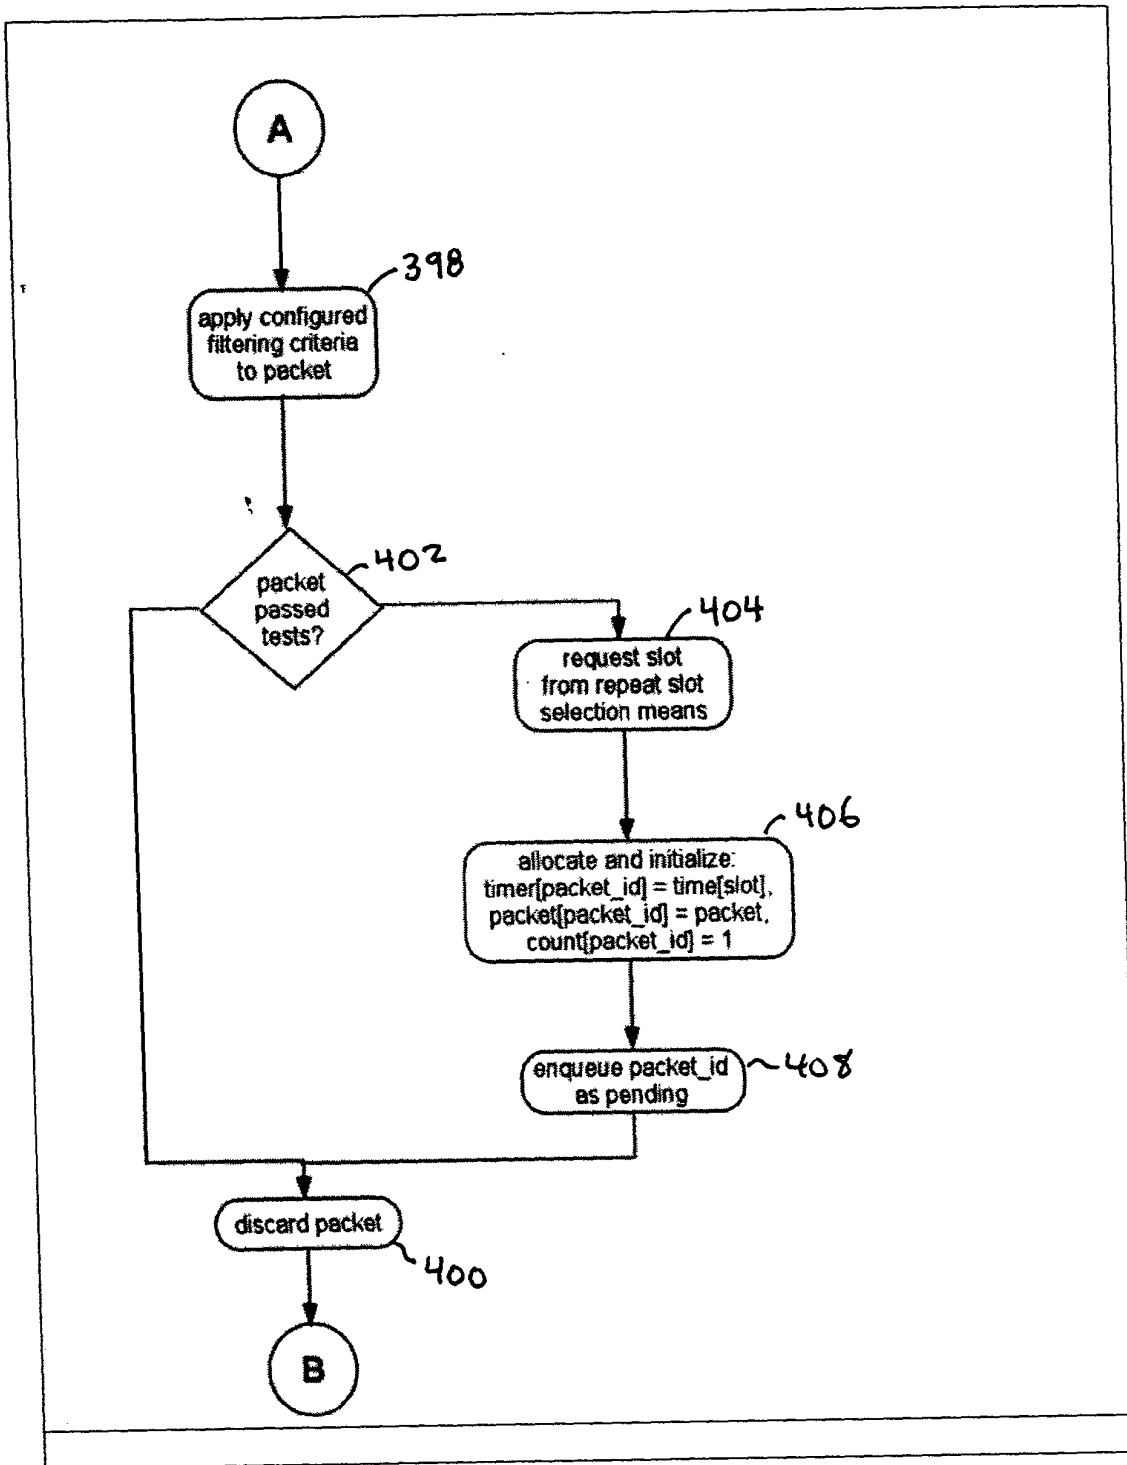 A
398
apply configured
filtering criteria
to packet
402
packet
passed
tests?
404
request slot
from repeat slot
selection means
406
allocate and initialize:
timer[packet_id] = time[slot],
packet[packet_id] = packet,
count[packet_id] = 1
enqueue packet_id
as pending
408
discard packet
400
B